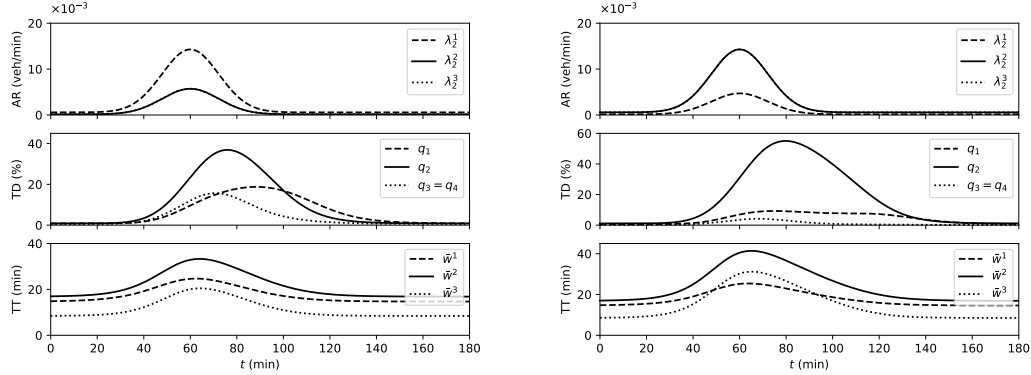 ×10⁻³
20
10
0
AR (veh/min)
λ₂¹
λ₂²
λ₂³
40
20
0
TD (%)
q₁
q₂
q₃ = q₄
40
20
0
TT (min)
w̄¹
w̄²
w̄³
0 20 40 60 80 100 120 140 160 180
t (min)
×10⁻³
20
10
0
AR (veh/min)
λ₂¹
λ₂²
λ₂³
60
40
20
0
TD (%)
q₁
q₂
q₃ = q₄
40
20
0
TT (min)
w̄¹
w̄²
w̄³
0 20 40 60 80 100 120 140 160 180
t (min)